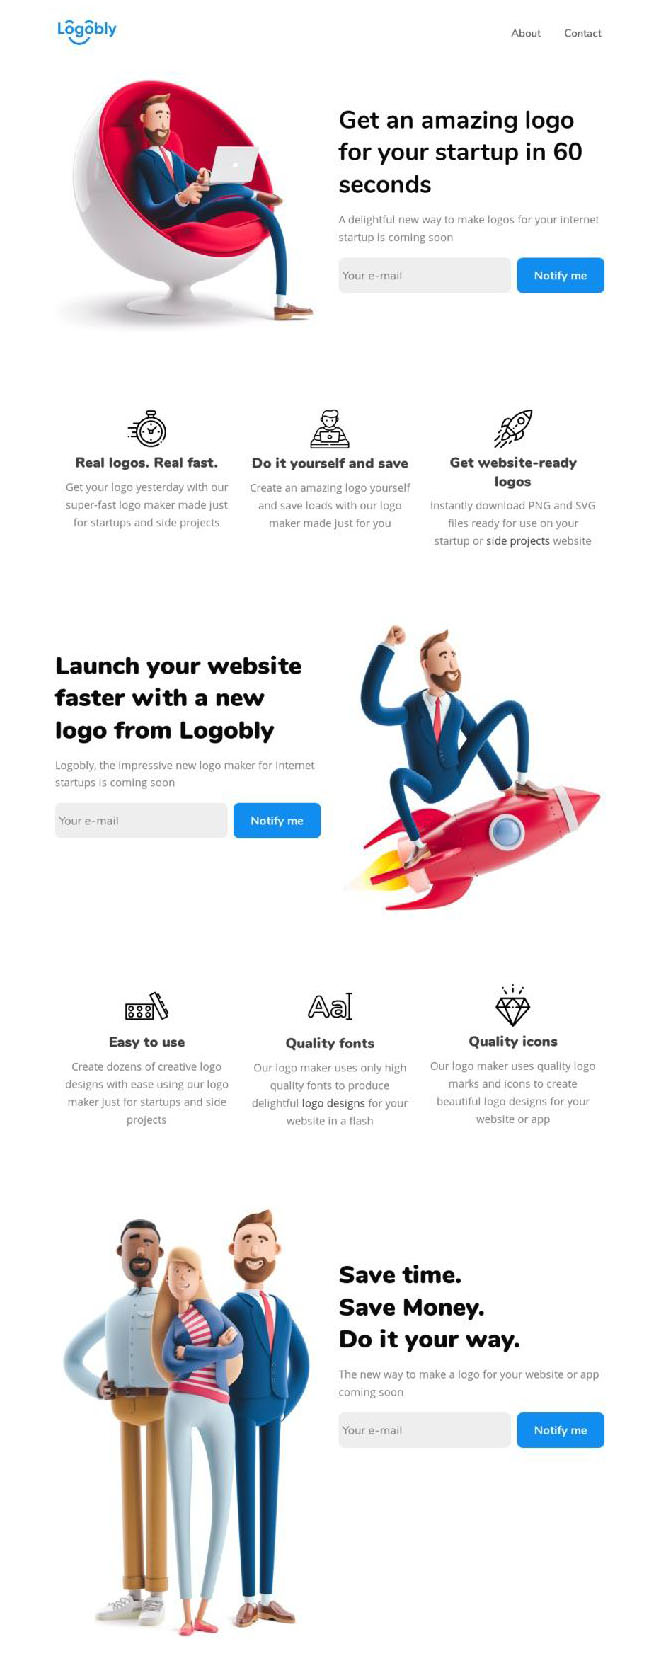 Logobly
About
Contact
Get an amazing logo
for your startup in 60
seconds
A delightful new way to make logos for your internet
startup is coming soon
Your e-mail
Notify me
Real logos. Real fast.
Get your logo yesterday with our
super-fast logo maker made just
for startups and side projects
Do it yourself and save
Create an amazing logo yourself
and save loads with our logo
maker made just for you
Get website-ready
logos
Instantly download PNG and SVG
files ready for use on your
startup or side projects website
Launch your website
faster with a new
logo from Logobly
Logobly, the impressive new logo maker for internet
startups is coming soon
Your e-mail
Notify me
Easy to use
Create dozens of creative logo
designs with ease using our logo
maker just for startups and side
projects
Aa
Quality fonts
Our logo maker uses only high
quality fonts to produce
delightful logo designs for your
website in a flash
Quality icons
Our logo maker uses quality logo
marks and icons to create
beautiful logo designs for your
website or app
Save time.
Save Money.
Do it your way.
The new way to make a logo for your website or app
coming soon
Your e-mail
Notify me